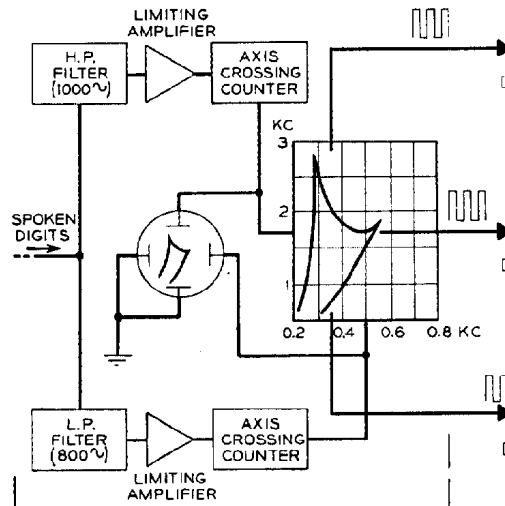 LIMITING
AMPLIFIER
H.P.
FILTER
(1000~)
AXIS
CROSSING
COUNTER
KC
3
2
1
0.2 0.4 0.6 0.8 KC
SPOKEN
DIGITS
L.P.
FILTER
(800~)
AXIS
CROSSING
COUNTER
LIMITING
AMPLIFIER